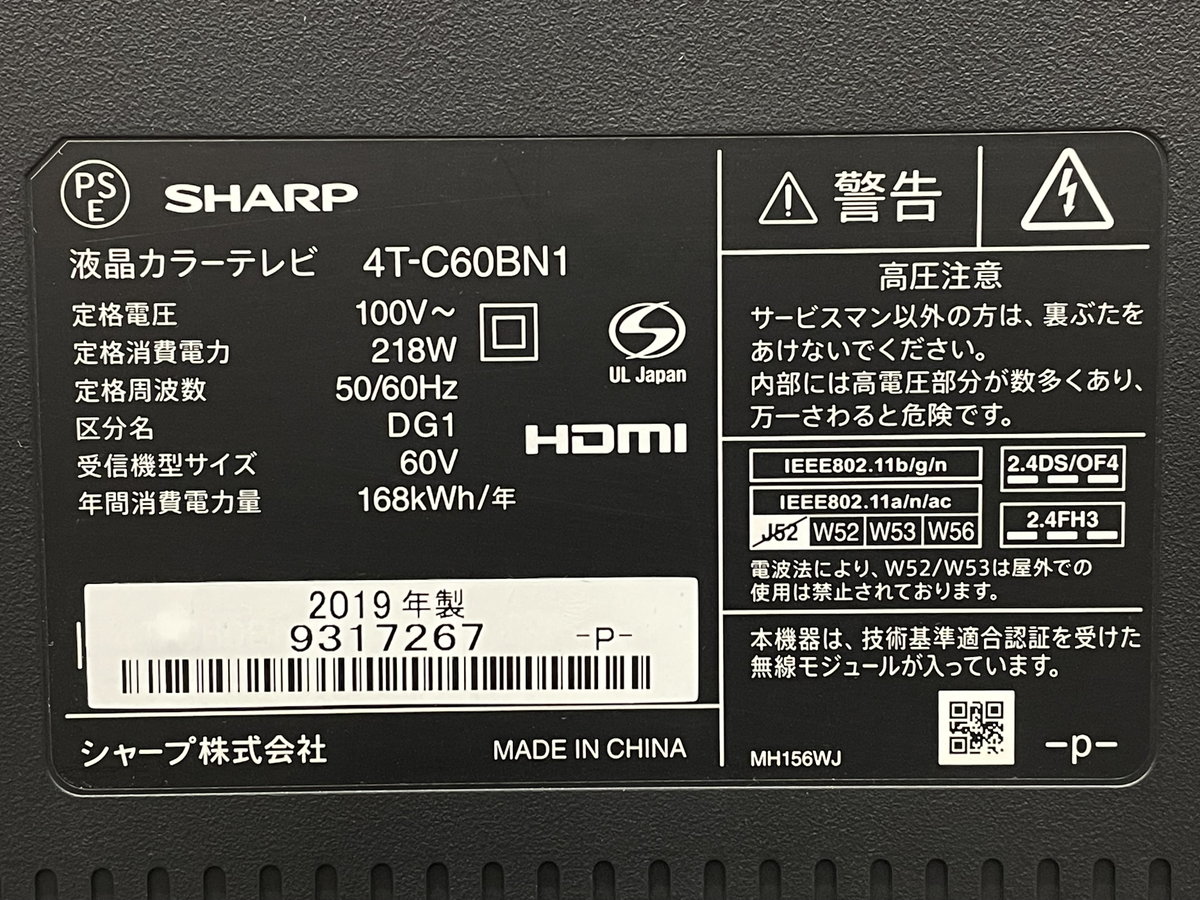 PS
E
SHARP
液晶カラーテレビ 4T-C60BN1
定格電圧 100V～
定格消費電力 218W
定格周波数 50/60Hz
区分名 DG1
受信機型サイズ 60V
年間消費電力量 168kWh/年
UL Japan
HDMI
2019年製
9317267 -P-
シャープ株式会社 MADE IN CHINA
警告
高圧注意
サービスマン以外の方は、裏ぶたを
あけないでください。
内部には高電圧部分が数多くあり、
万一さわると危険です。
IEEE802.11b/g/n 2.4DS/OF4
IEEE802.11a/n/ac
J52 W52 W53 W56 2.4FH3
電波法により、W52/W53は屋外での
使用は禁止されております。
本機器は、技術基準適合認証を受けた
無線モジュールが入っています。
MH156WJ -p-